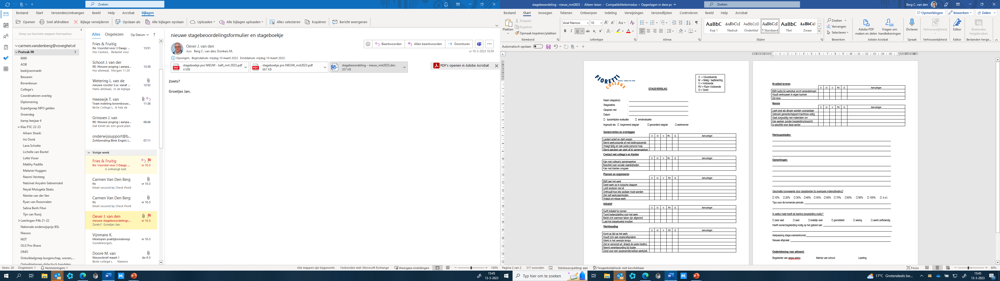 Zoeken
Bestand Start Verzenden/ontvangen Beeld Help Acrobat Bijlagen
Openen Snel afdrukken Bijlage verwijderen Opslaan als Alle bijlagen opslaan Uploaden Alle bijlagen uploaden Alles selecteren Kopiëren Bericht weergeven
Sleep uw favoriete mappen hiernaartoe
carmen.vandenberg@voveghel.nl
Postvak IN 1
6060
AOB
bedrijvenmarkt
Bewaren
Bovenbouw
Collega's
Coordinatoren overleg
Diplomering
Expertgroep NPO gelden
Groendag
kamp leerjaar 4
Klas P3C 22-23
Aiham Sharki
Iris Oonk
Lana Schotte
Lichelle van Boxtel
Lotte Visser
Matthy Padilla
Melanie Huggers
Naomi Versteeg
Natsinet Anyalm Gebremskel
Neyat Mulugeta Sbatu
Nienke van der Ven
Ryan van Roosmalen
Salina Berih Fitwi
Tijn van Rooij
Leerlingen P4b 21-22
Nationale onderwijsprijs BSL
Nieuws
NOT
OLG Pro-Brave
OMO
Ontwikkelgroep burgerschap, wonen,...
Ontwikkelgroep didactisch handelen
Alles Ongelezen Op Datum
Fries & Fruitig
Re: Voorstel voor 3 Daags ... 13:51
Hoi Carmen, Bedankt voor
Schoot J. van der
RE: Nieuwe poging | aanpa... 13:38
Hoi allemaal, Morgen 11.30
Wetering L. van de
nieuwe rooster S.w. vanaf ... 12:52
Hallo allemaal, In de bijlage
Heeswijk T. van
Team indeling bovenbouw... 11:36
Beste Collega's, Ik heb de
Grinsven J. van
RE: Nieuwe poging | aanpa... 08:46
Dat klinkt als een goed plan.
onderwijssupport@b...
Zichtzending Blink Engels (... 07:11
Vorige week
Fries & Fruitig
Re: Voorstel voor 3 Daags ... vr 10-3
U ontvangt niet
Carmen Van Den Berg
Ns vr 10-3
Email secured by Check Point
Carmen Van Den Berg
Ns vr 10-3
Email secured by Check Point
Oever J. van den
nieuwe stagebeoordelings... vr 10-3
Zoiets? Groetjes Jan.
Vijnmans K.
Meelopen praktijkonderwijs vr 10-3
Goedemorgen,
Doore M. van
Nieuwsbrief maart-1 do 9-3
Beste collega's, Namens
nieuwe stagebeoordelingsformulier en stageboekje
Oever J. van den
Aan Berg C. van den; Donkers M.
Beantwoorden Allen beantwoorden Doorsturen
vr 10-3-2023 10:39
Opvolgen. Begindatum: vrijdag 10 maart 2023. Einddatum: vrijdag 10 maart 2023.
stageboekje pro NIEUW - kaft_mrt 2023.pdf
4 MB
stageboekje pro NIEUW_mrt2023.pdf
667 KB
stagebeoordeling - nieuw_mrt2023.doc
207 KB
PDF's openen in Adobe Acrobat
Zoiets?
Groetjes Jan.
Items: 28 Ongelezen: 1 Herinneringen: 1 Alle mappen zijn bijgewerkt. Verbonden met: Microsoft Exchange Weergave-instellingen 100%
15:45
13-3-2023
stagebeoordeling - nieuw_mrt2023 - Alleen-lezen - Compatibiliteitsmodus • Opgeslagen in deze pc
Zoeken
Berg C. van den
Bestand Start Invoegen Tekenen Ontwerpen Indeling Verwijzingen Verzendlijsten Controleren Beeld Help Acrobat
Opmerkingen Bewerken Delen
Plakken
Knippen
Kopiëren
Opmaak kopiëren/plakken
Klembord
Arial Narrow 10
Lettertype
Alinea
AaBbC AaBbCcI AaBbCcD AaBbCcI AaBbC AaBbCc
Kop 1 Nadruk Ondertitel ¶ Standaard Titel Zwaar
Stijlen
Zoeken
Vervangen
Selecteren
Bewerken
Adobe PDF maken en delen
Vragom om handtekeningen
Adobe Acrobat
Dicteren
Spraak
Vertrouwelijkheid
Vertrouwelijkheid
Editor
Editor
Bestanden hergebruiken
Bestanden herge...
Automatisch opslaan
FIORETTI
COLLEGE
MAVO, VMBO EN PRO
O = Onvoldoende
M = Matig / twijfelachtig
V = Voldoende
RV = Ruim Voldoende
G = Goed
STAGEVERSLAG
Naam stagiair(e) :
Stageadres :
Gesprek met :
Datum :
tussentijdse evaluatie eindevaluatie
Ingevuld als: beginnend stagiair gevorderd stagiair werknemer
Samenwerken en overleggen
O M V RV G Aanvullingen
Luistert actief en stelt vragen
Stemt werkvolgorde af met leidinggevende
Vraagt tijdig en aan juiste persoon hulp
Stemt aandeel van werk af bij samenwerken
Contact met collega's en klanten
O M V RV G Aanvullingen
Kan met collega's samenwerken
Beschikt over sociale vaardigheden
Kan met klanten omgaan
Plannen en organiseren
O M V RV G Aanvullingen
Blijft aan het werk
Deelt werk op in logische stappen
Leidt anderen niet af
Onthoudt hoe iets gedaan moet worden
Ziet zelf werkzaamheden
Vraagt om nieuw werk
Initiatief
O M V RV G Aanvullingen
Durft initiatief te nemen
Toont belangstelling voor het werk
Meldt zich wanneer taken zijn afgerond
Laat het stageboekje invullen
Werkhouding
O M V RV G Aanvullingen
Komt op tijd op het werk
Houdt zich aan regels/afspraken
Werkt in het vereiste tempo
Ziet er verzorgd uit, draagt de juiste kleding
Neemt verantwoording bij fouten
Zorgt voor een opgeruimde/veilige werkplek
Kwaliteit leveren
O M V RV G Aanvullingen
Blijft rustig bij werkdruk en/of veranderingen
Houdt vertrouwen in eigen kunnen
Zet door
Kennis
O M V RV G Aanvullingen
Leert snel als dingen worden voorgedaan
Gebruikt gereedschappen/machines veilig
Gaat zorgvuldig met materialen om
Kan werken zonder begeleiding/toezicht
Is geschikt voor deze sector
Werkzaamheden:
Opmerkingen:
Geschatte loonwaarde door stagebieder bij eventuele indiensttreding:
10% 20% 30% 40% 50% 60% 70% 80% 90% 100% n.v.t.
Tips voor de komende periode:
In welke mate heeft de leerling begeleiding nodig?:
zeer veel veel redelijk veel gemiddeld weinig werkt zelfstandig
Heeft vooral begeleiding nodig op het gebied van:
Aanpassing stage-overeenkomst:
Nieuwe afspraak:
Ondertekening voor akkoord:
Begeleider van stage-adres: Mentor van school: Leerling:
Pagina 2 van 2 317 woorden Tekstvoorspelling: aan Toegankelijkheid: niet beschikbaar Focus 80%
Typ hier om te zoeken
17°C Grotendeels be...
15:45
13-3-2023